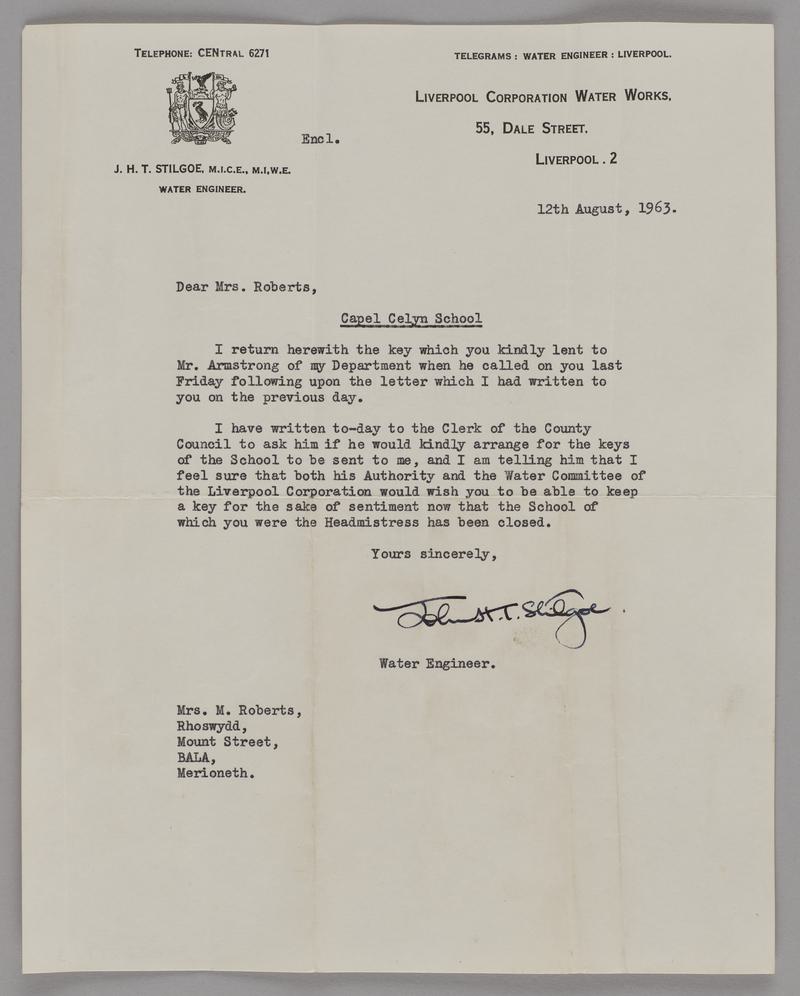 TELEPHONE: CENTRAL 6271
TELEGRAMS: WATER ENGINEER: LIVERPOOL.
LIVERPOOL CORPORATION WATER WORKS,
55, DALE STREET.
LIVERPOOL. 2
Encl.
J. H. T. STILGOE, M.I.C.E., M.I.W.E.
WATER ENGINEER.
12th August, 1963.
Dear Mrs. Roberts,
Capel Celyn School
I return herewith the key which you kindly lent to
Mr. Armstrong of my Department when he called on you last
Friday following upon the letter which I had written to
you on the previous day.
I have written to-day to the Clerk of the County
Council to ask him if he would kindly arrange for the keys
of the School to be sent to me, and I am telling him that I
feel sure that both his Authority and the Water Committee of
the Liverpool Corporation would wish you to be able to keep
a key for the sake of sentiment now that the School of
which you were the Headmistress has been closed.
Yours sincerely,
John H.T. Stilgoe.
Water Engineer.
Mrs. M. Roberts,
Rhoswydd,
Mount Street,
BALA,
Merioneth.